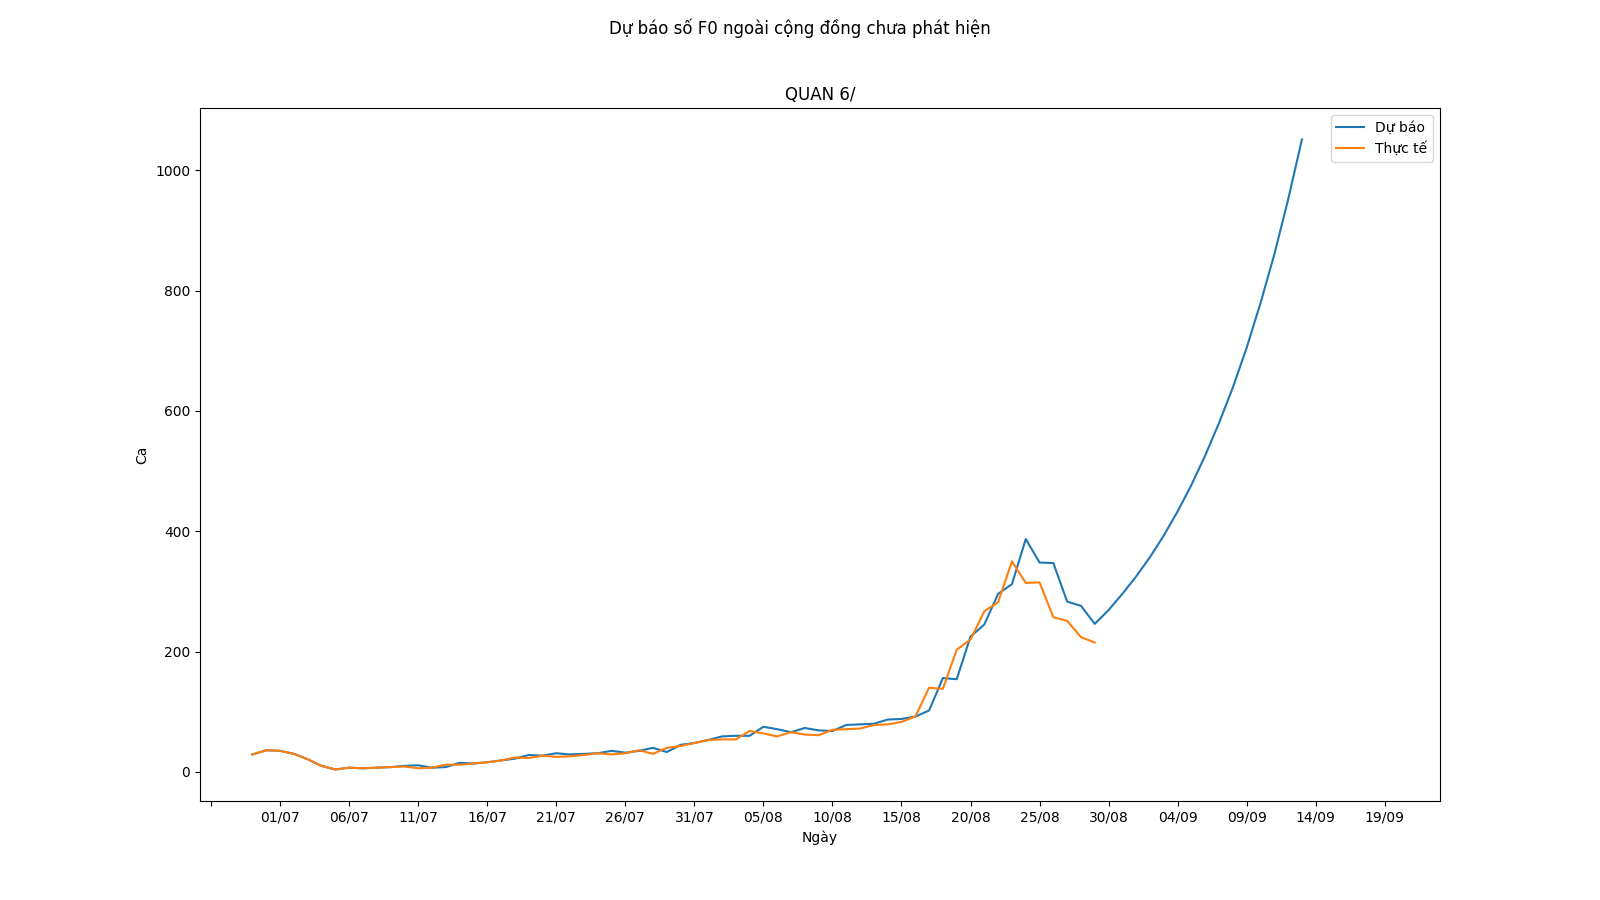 Dự báo số F0 ngoài cộng đồng chưa phát hiện
QUAN 6/
Dự báo
Thực tế
1000
800
600
400
200
0
Ca
01/07 06/07 11/07 16/07 21/07 26/07 31/07 05/08 10/08 15/08 20/08 25/08 30/08 04/09 09/09 14/09 19/09
Ngày